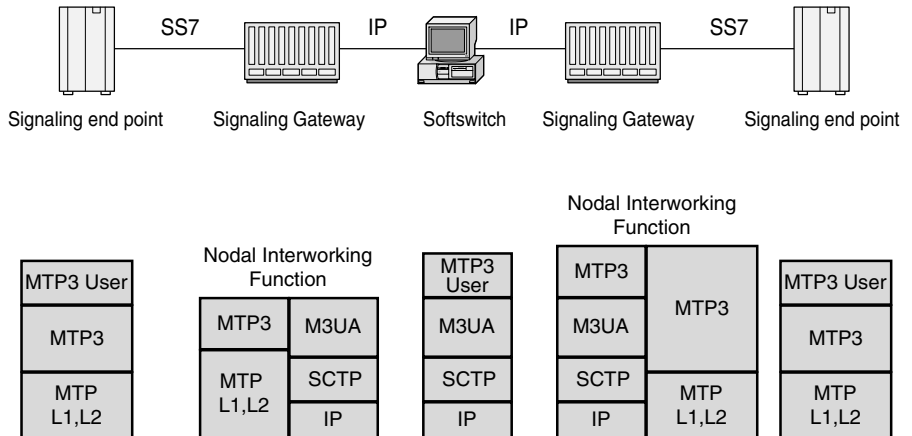 SS7 IP IP SS7
Signaling end point Signaling Gateway Softswitch Signaling Gateway Signaling end point
Nodal Interworking
Function
Nodal Interworking
Function
MTP3 User
MTP3
MTP
L1,L2
MTP3
MTP
L1,L2
M3UA
SCTP
IP
MTP3
User
M3UA
SCTP
IP
MTP3
M3UA
SCTP
IP
MTP3
MTP
L1,L2
MTP3 User
MTP3
MTP
L1,L2